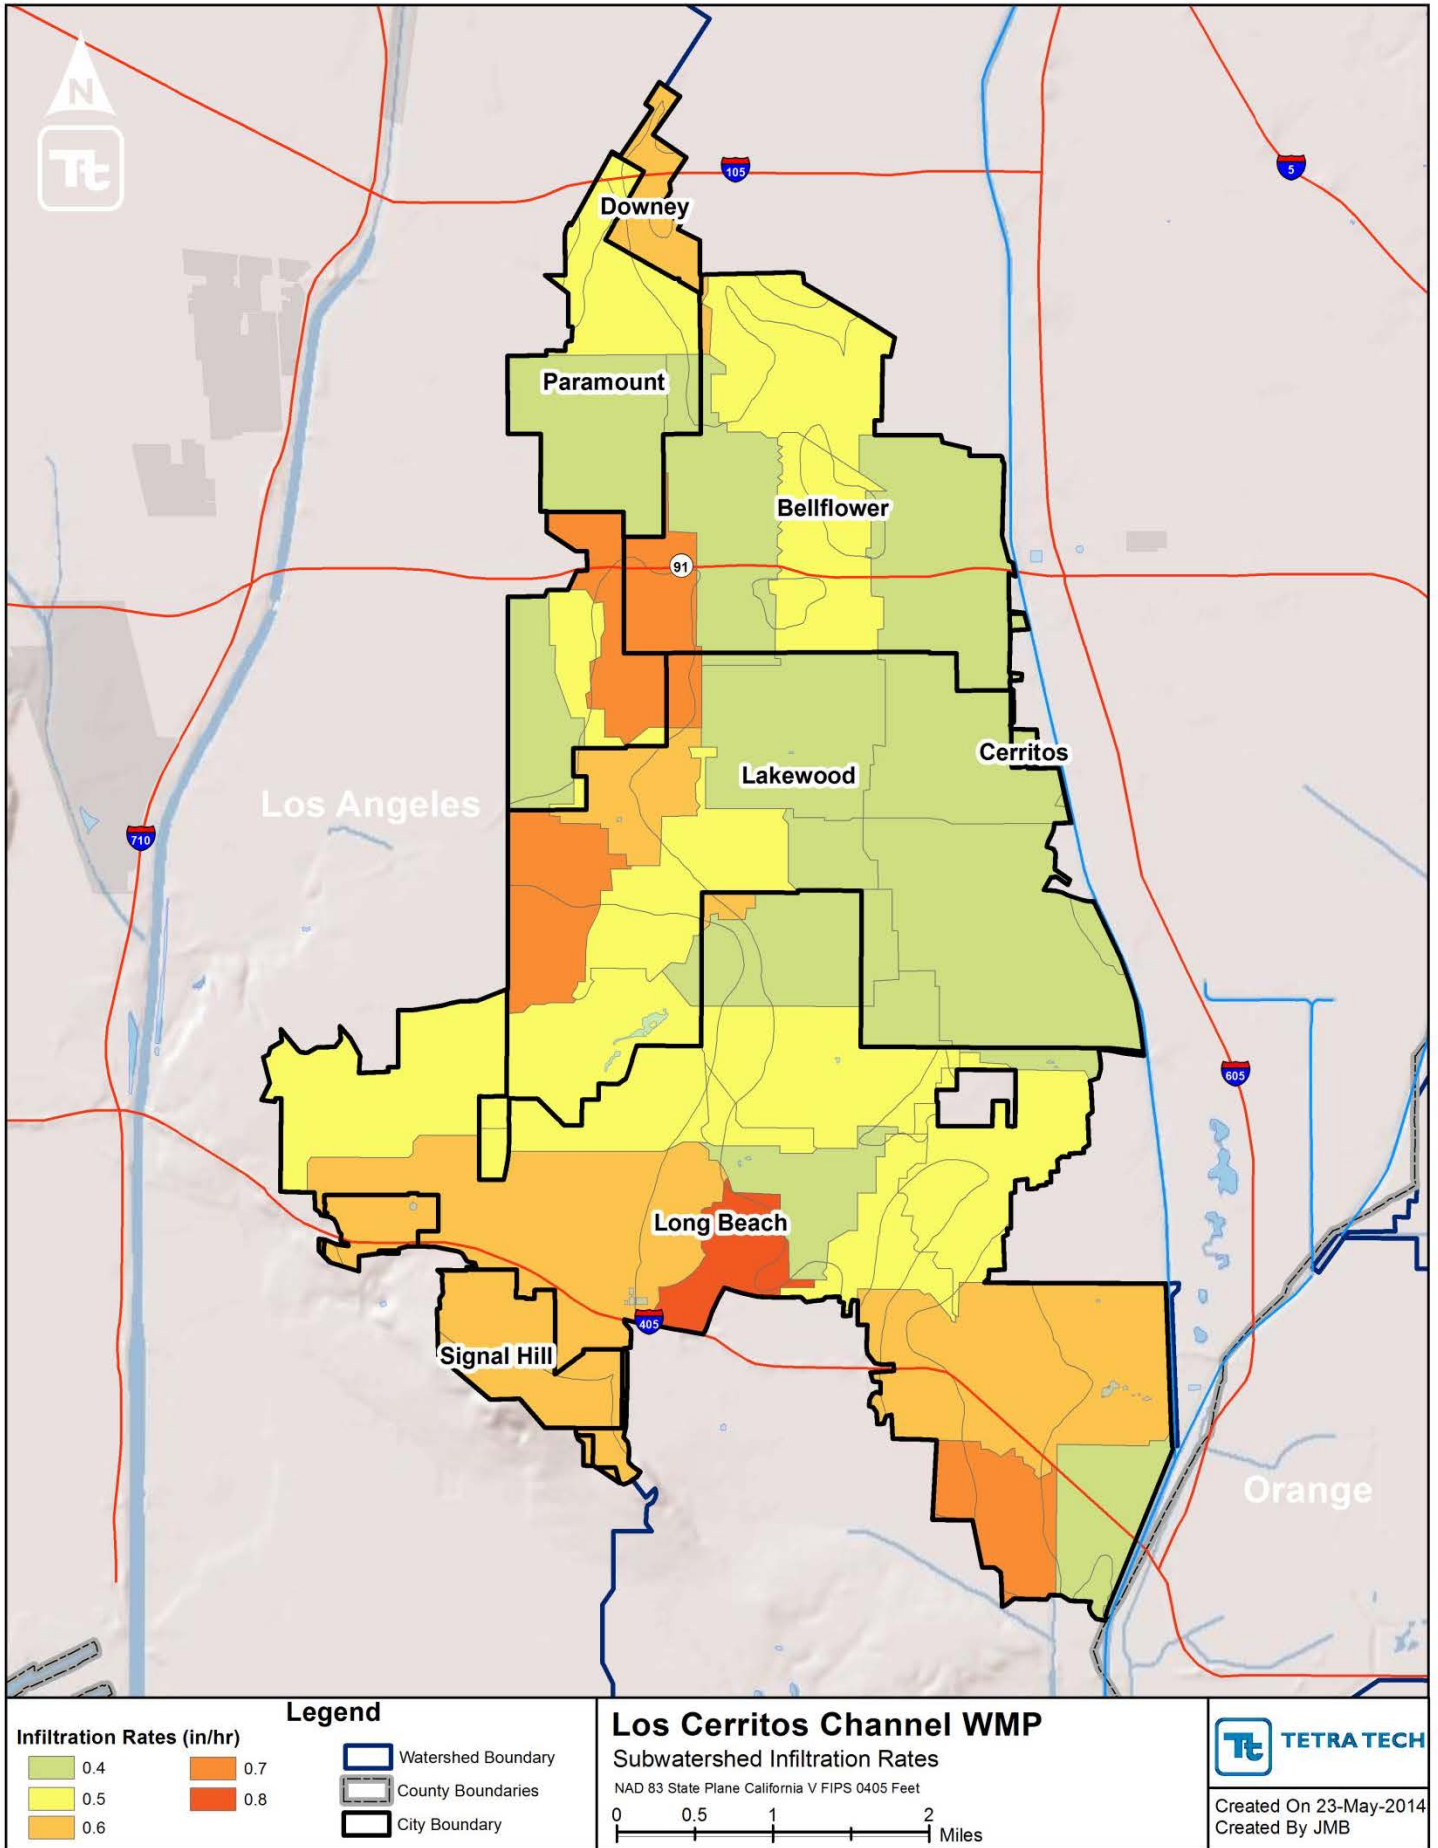 N
Tt
105
5
Downey
Paramount
Bellflower
91
Cerritos
Lakewood
Los Angeles
710
605
Long Beach
405
Signal Hill
Orange
Legend
Infiltration Rates (in/hr)
0.4
0.5
0.6
0.7
0.8
Watershed Boundary
County Boundaries
City Boundary
Los Cerritos Channel WMP
Subwatershed Infiltration Rates
NAD 83 State Plane California V FIPS 0405 Feet
0 0.5 1 2
Miles
Tt TETRA TECH
Created On 23-May-2014
Created By JMB